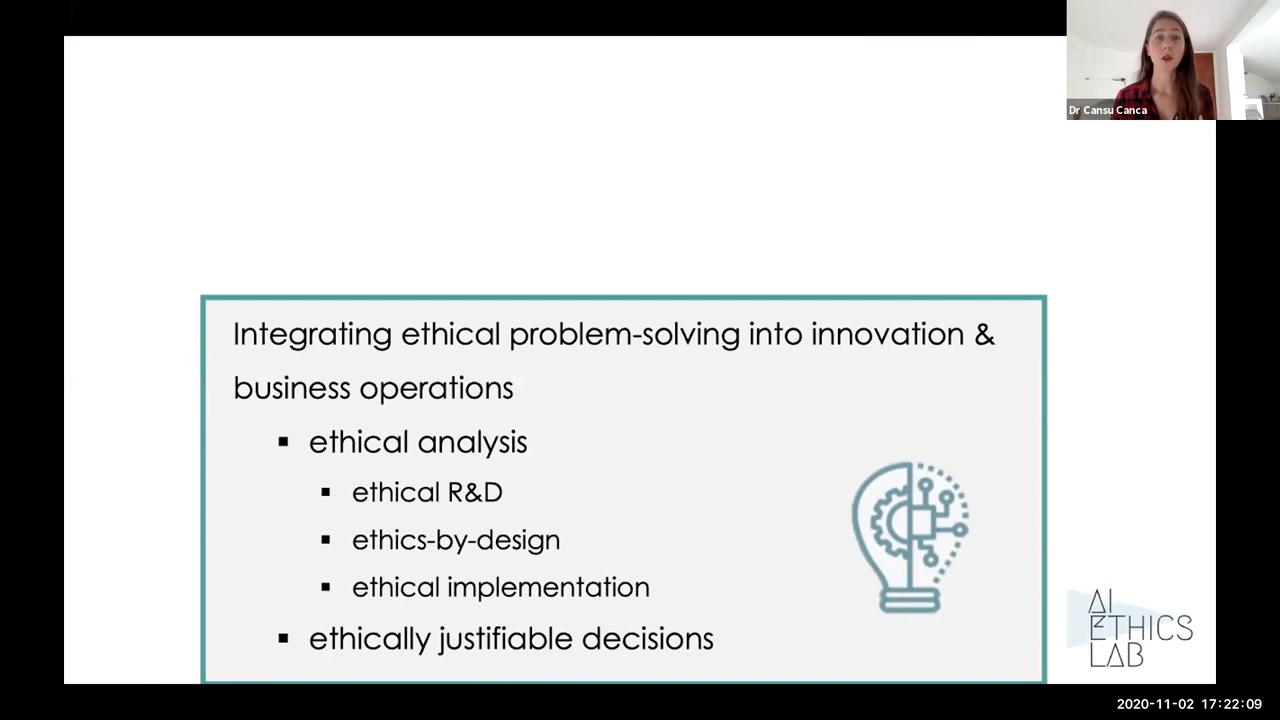 Dr Cansu Canca
Integrating ethical problem-solving into innovation &
business operations
▪ ethical analysis
▪ ethical R&D
▪ ethics-by-design
▪ ethical implementation
▪ ethically justifiable decisions
AI
ETHICS
LAB
2020-11-02 17:22:09